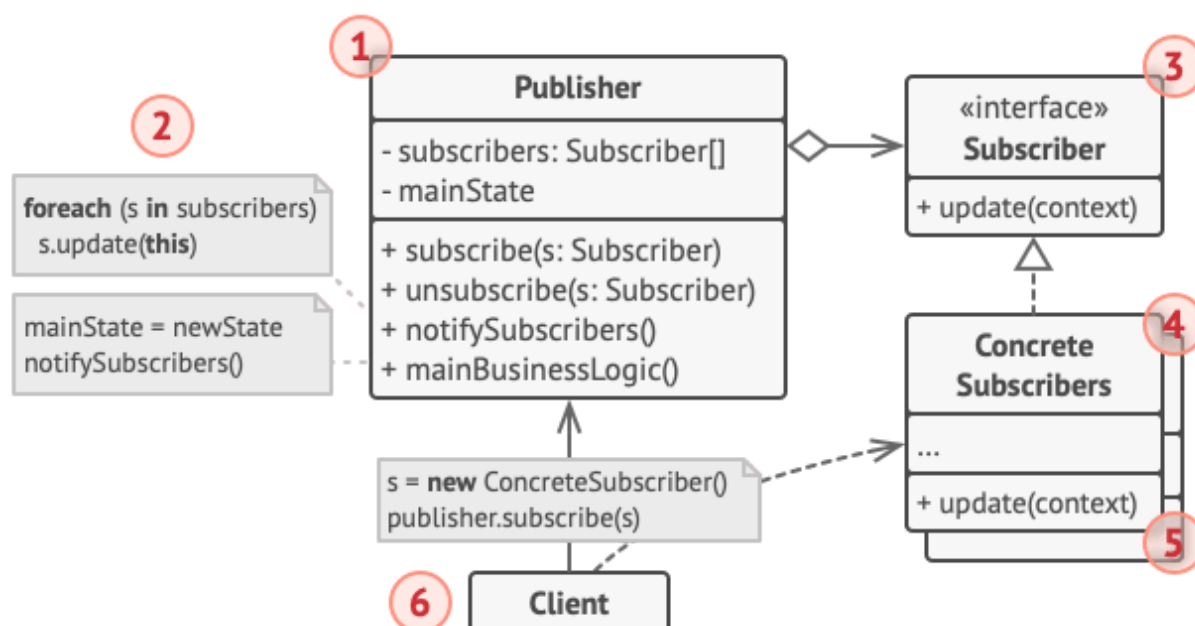 1
Publisher
- subscribers: Subscriber[]
- mainState
+ subscribe(s: Subscriber)
+ unsubscribe(s: Subscriber)
+ notifySubscribers()
+ mainBusinessLogic()
2
foreach (s in subscribers)
s.update(this)
mainState = newState
notifySubscribers()
3
«interface»
Subscriber
+ update(context)
4
Concrete
Subscribers
...
+ update(context)
5
s = new ConcreteSubscriber()
publisher.subscribe(s)
6
Client